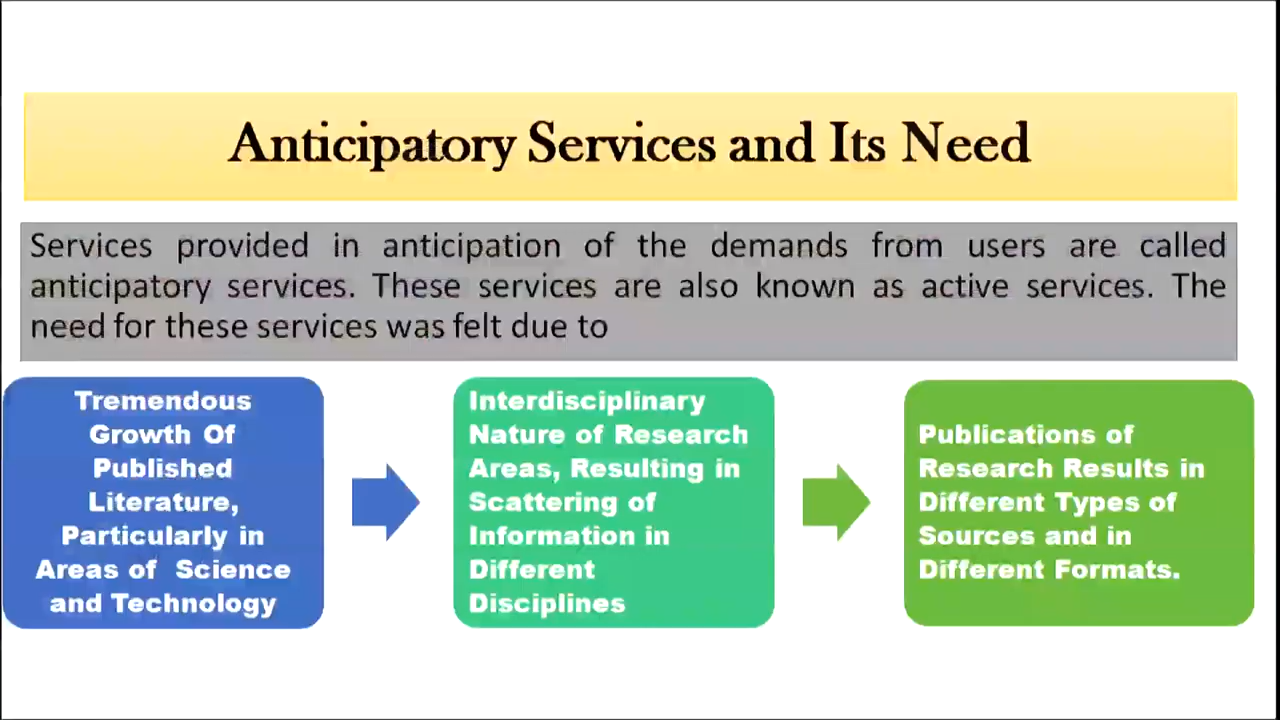 Anticipatory Services and Its Need
Services provided in anticipation of the demands from users are called
anticipatory services. These services are also known as active services. The
need for these services was felt due to
Tremendous
Growth Of
Published
Literature,
Particularly in
Areas of Science
and Technology
Interdisciplinary
Nature of Research
Areas, Resulting in
Scattering of
Information in
Different
Disciplines
Publications of
Research Results in
Different Types of
Sources and in
Different Formats.